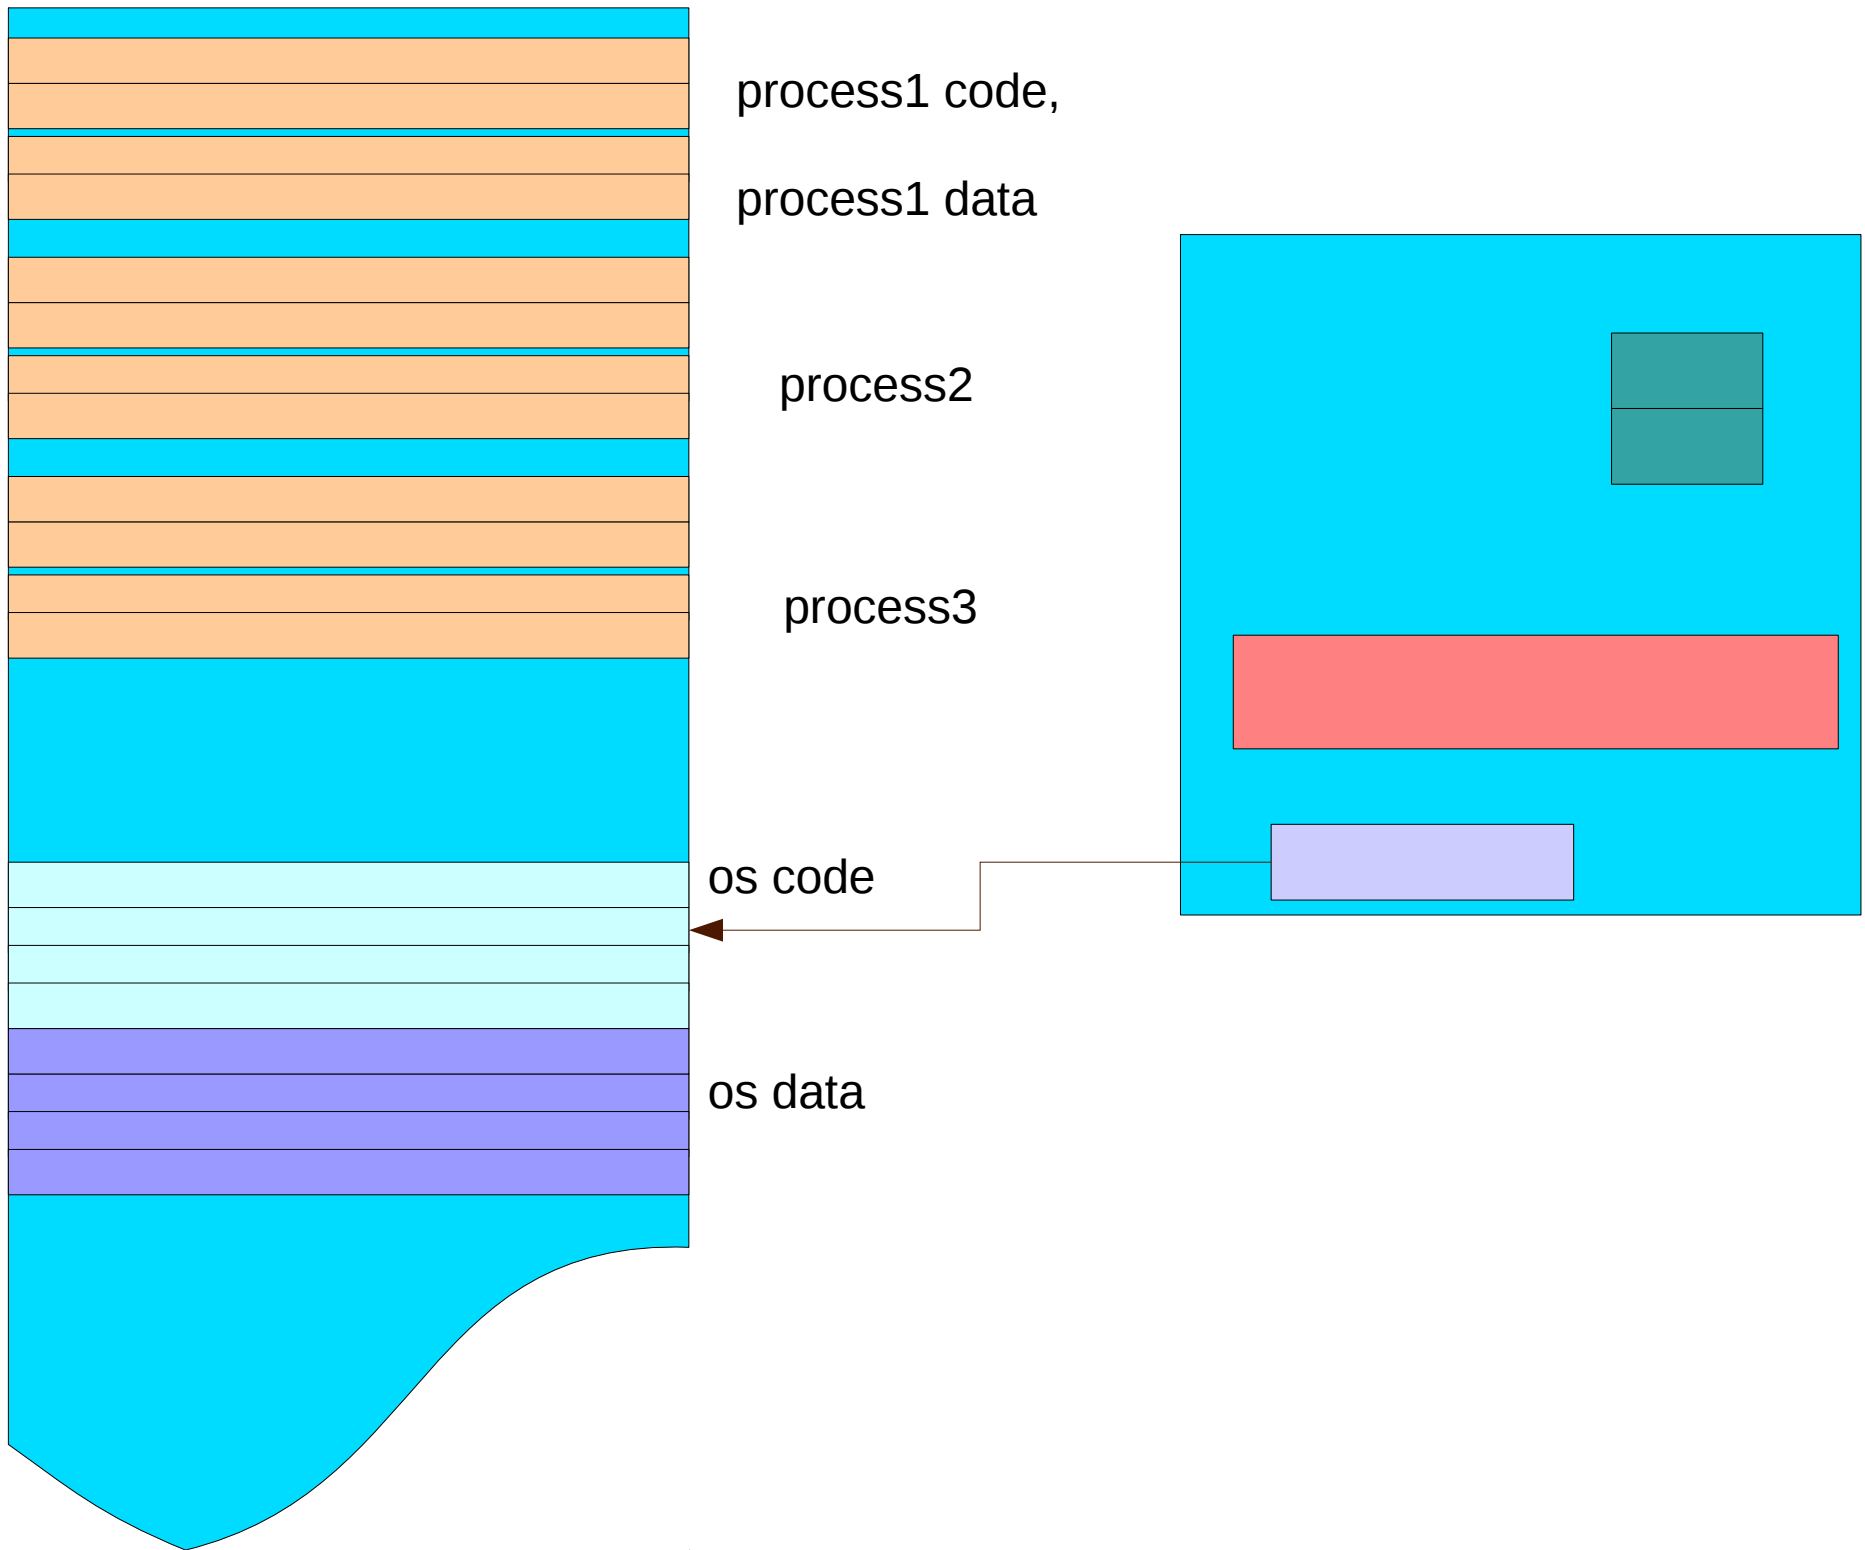 process1 code,
process1 data
process2
process3
os code
os data